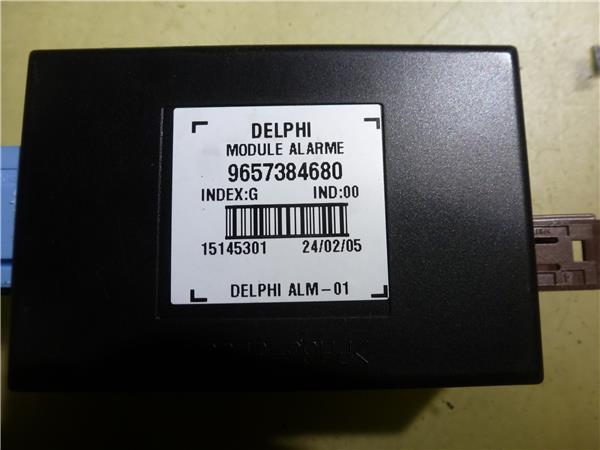 DELPHI
MODULE ALARME
9657384680
INDEX:G IND:00
15145301 24/02/05
DELPHI ALM-01